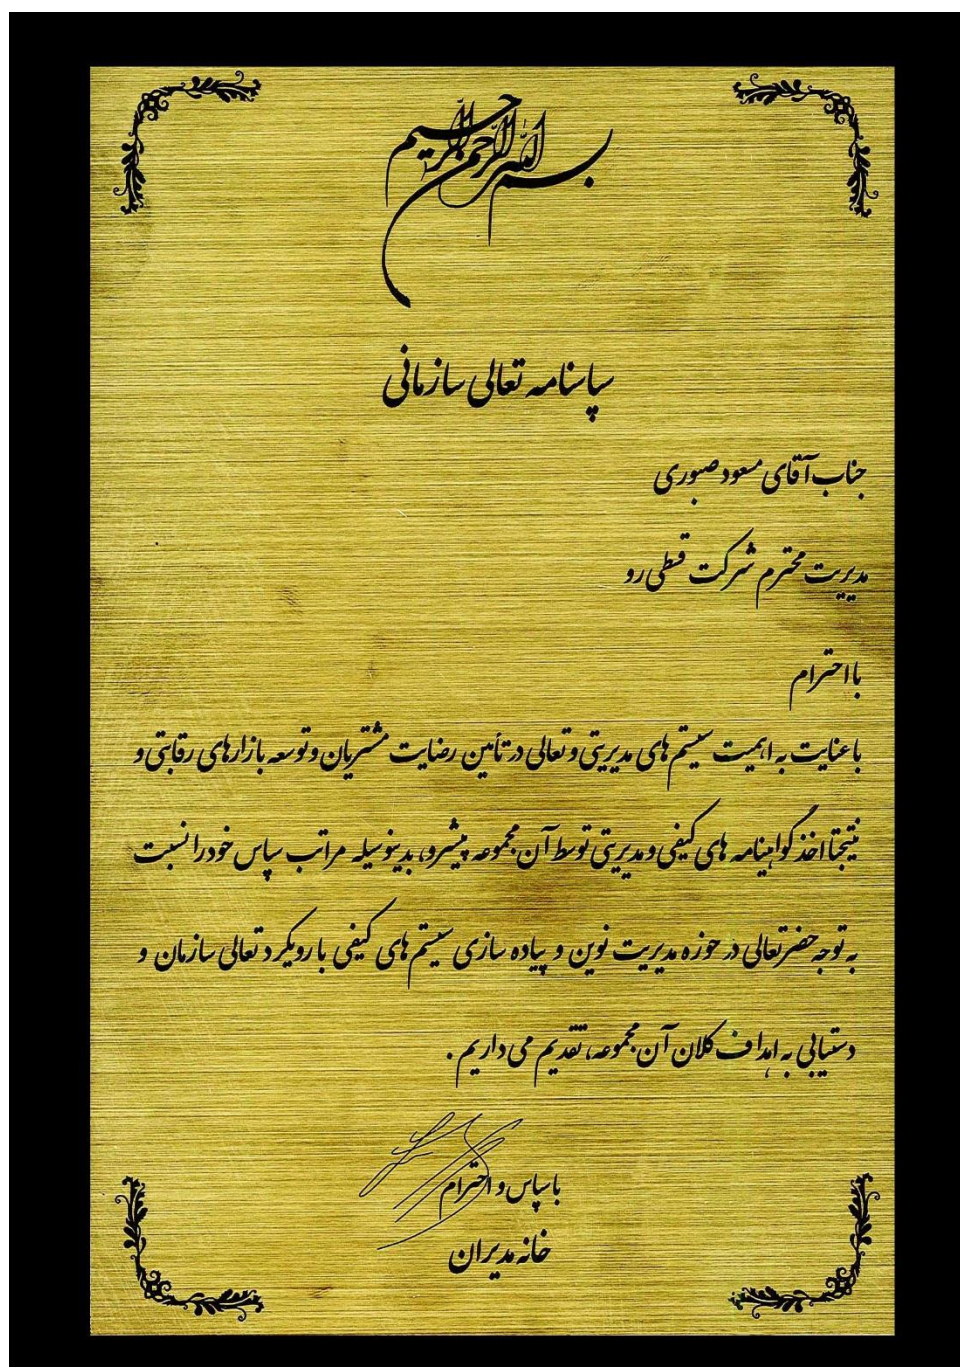 بسم الله الرحمن الرحیم
سپاسنامه تعالی سازمانی
جناب آقای مسعود صبوری
مدیریت محترم شرکت قسطی رو
با احترام
با عنایت به اهمیت سیستم های مدیریتی و تعالی در تأمین رضایت مشتریان و توسعه بازارهای رقابتی و
نتیجتا اخذ گواهینامه های کیفی و مدیریتی توسط آن مجموعه پیشرو، بدینوسیله مراتب سپاس خود را نسبت
به توجه حضرتعالی در حوزه مدیریت نوین و پیاده سازی سیستم های کیفی با رویکرد تعالی سازمان و
دستیابی به اهداف کلان آن مجموعه، تقدیم می داریم .
با سپاس و احترام
خانه مدیران